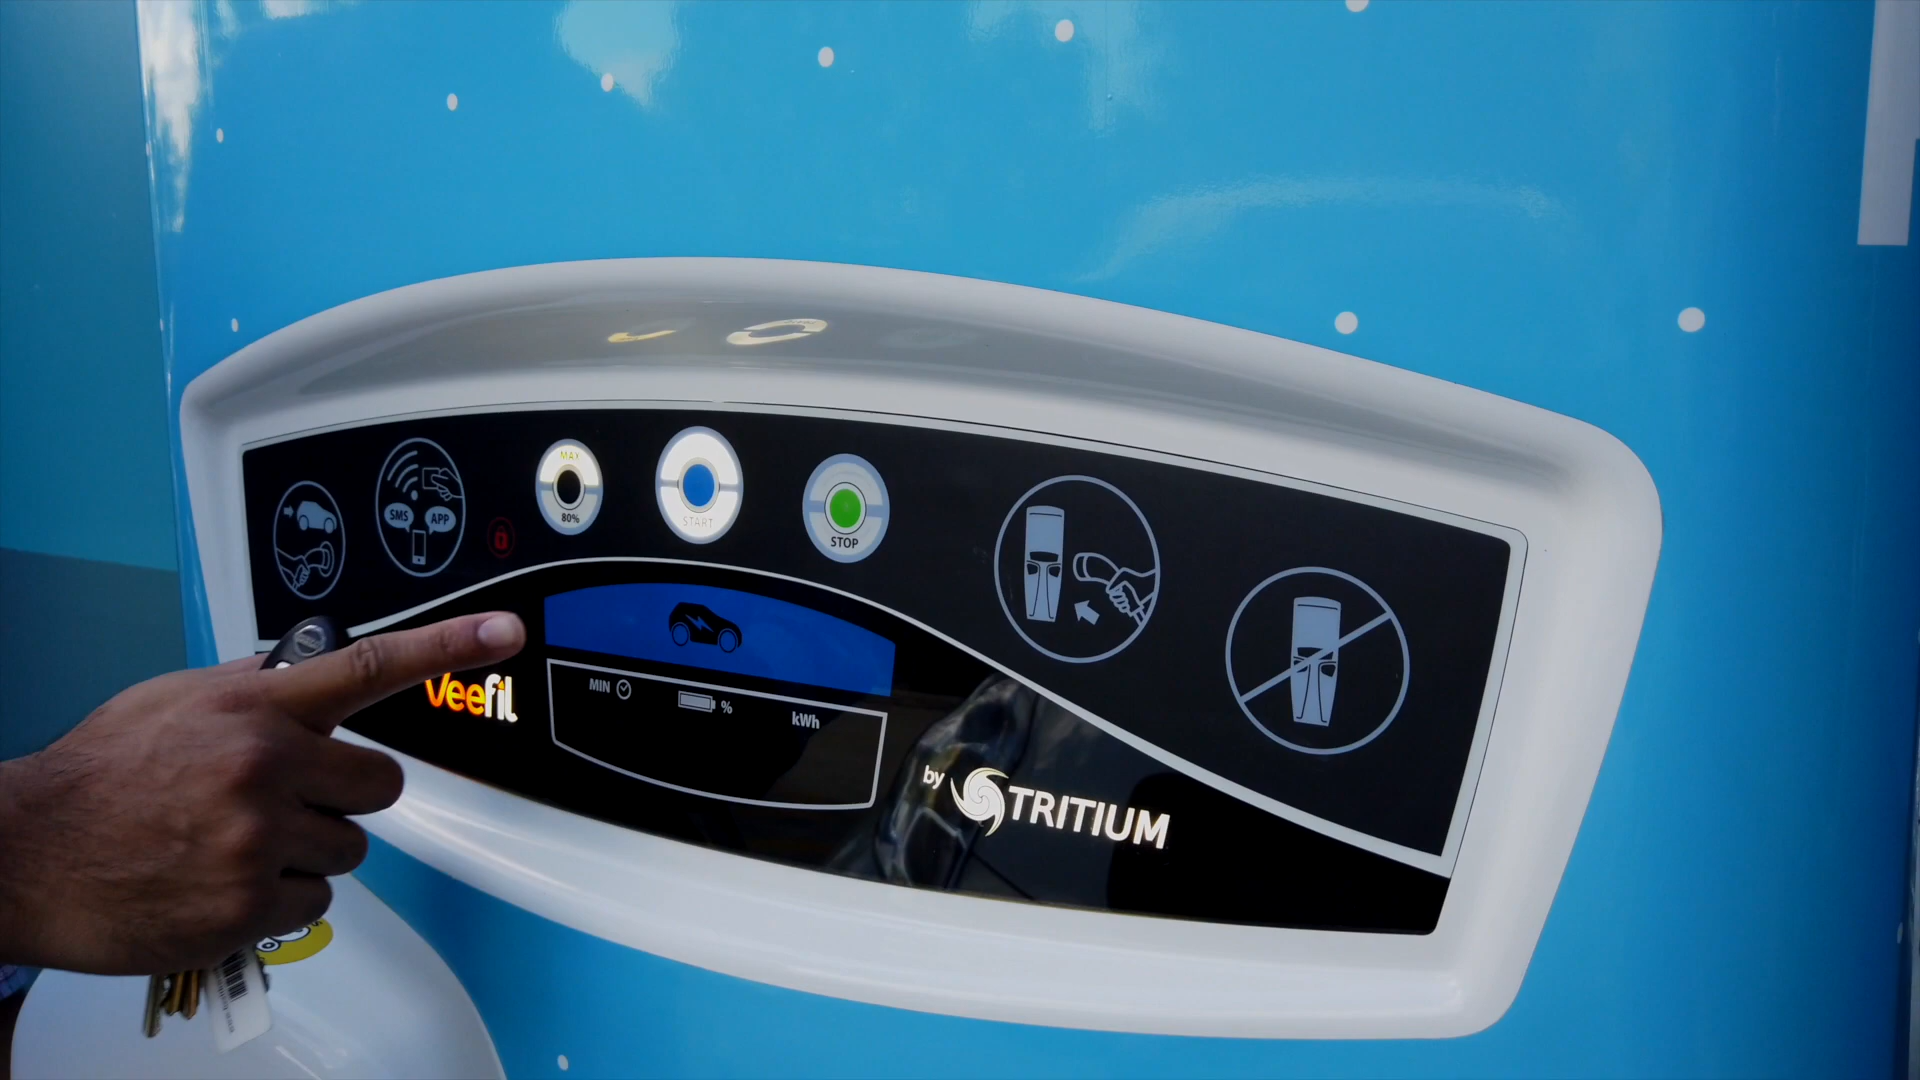 SMS
APP
MAX
80%
START
STOP
MIN
%
kWh
Veefil
by TRITIUM